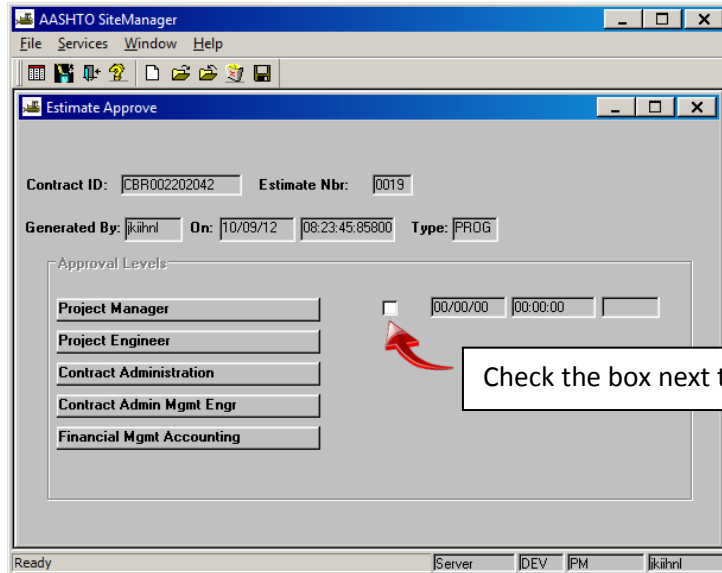 AASHTO SiteManager
File Services Window Help
Estimate Approve
Contract ID: CBR002202042 Estimate Nbr: 0019
Generated By: jkiihnl On: 10/09/12 08:23:45:85800 Type: PROG
Approval Levels
Project Manager 00/00/00 00:00:00
Project Engineer
Check the box next t
Contract Administration
Contract Admin Mgmt Engr
Financial Mgmt Accounting
Ready Server DEV PM jkiihnl